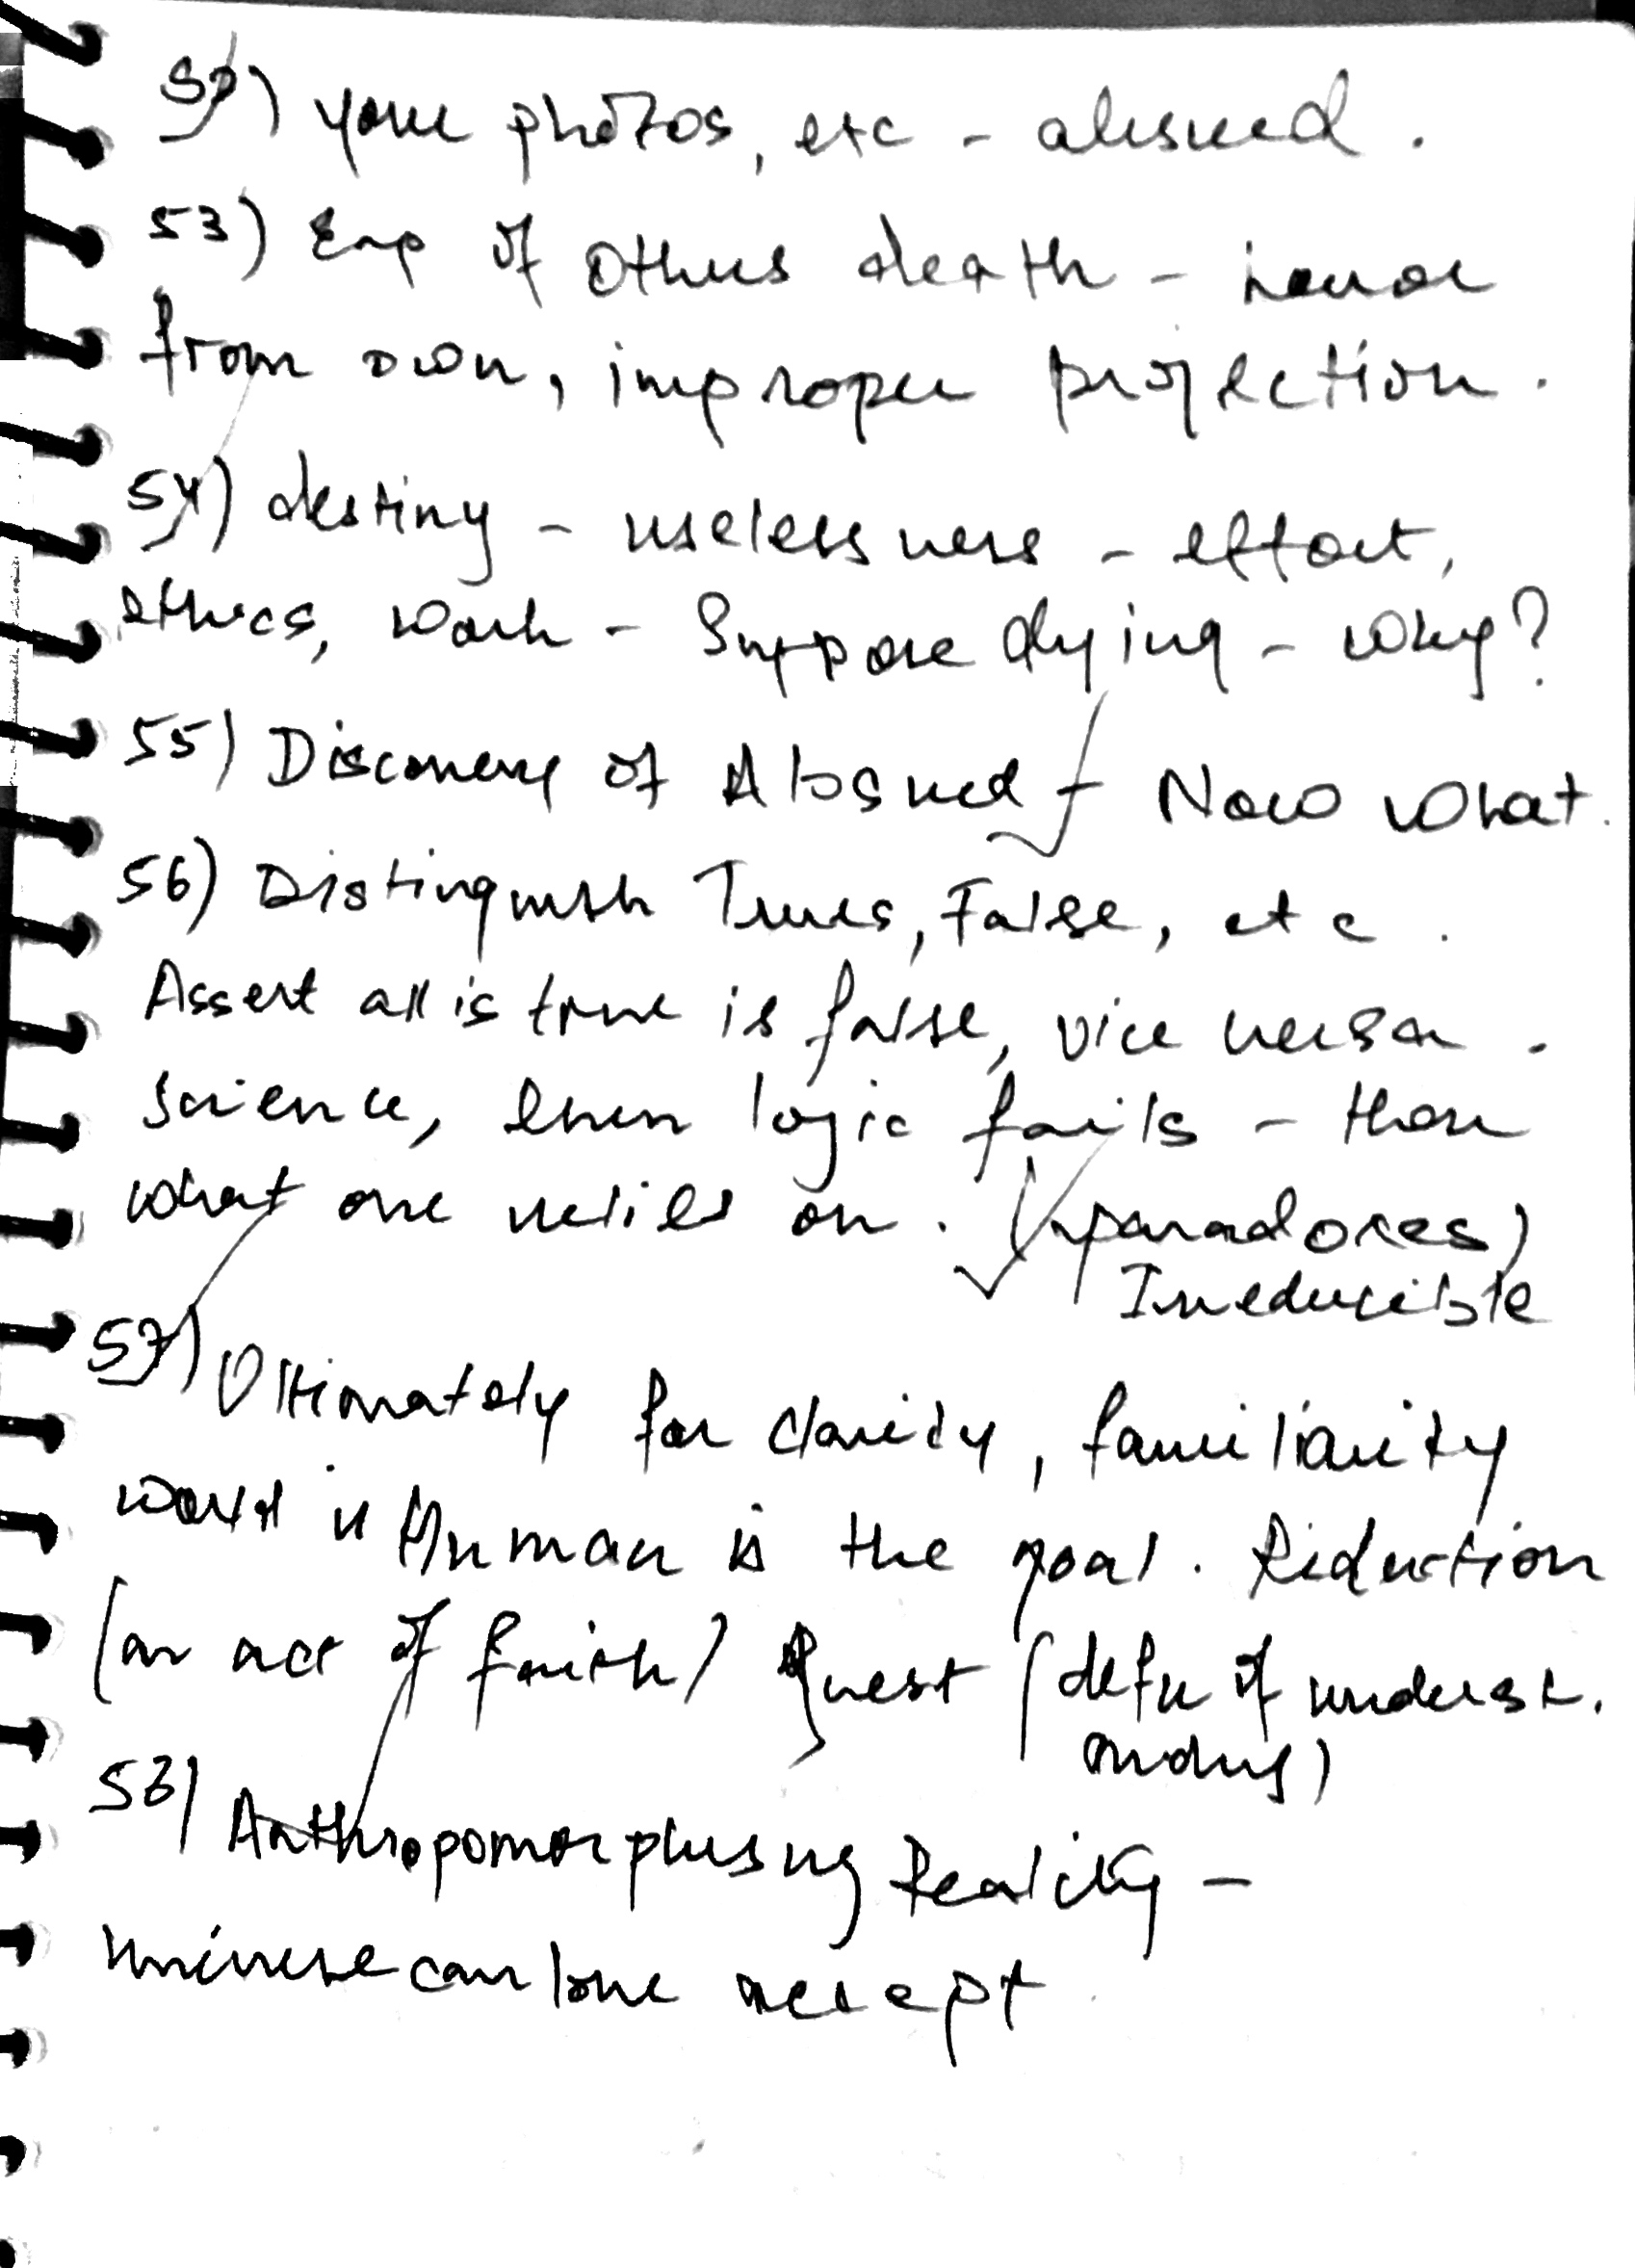 52) your photos, etc - absurd.
53) Exp of others death - horror
from own, improper projection.
54) destiny - uselessness - effort,
ethics, work - Suppose dying - Why?
55) Discovery of Absurd - Now what.
56) Distinguish Trues, False, etc.
Assert all is true is false, vice versa.
Science, even logic fails - then
what one relies on. (paradoxes)
Irreducible
57) Ultimately for clarity, familiarity
world is Human is the goal. Reduction
(an act of faith) Quest (defn of underst.
anding)
58) Anthropomorphising Reality -
Universe can love accept